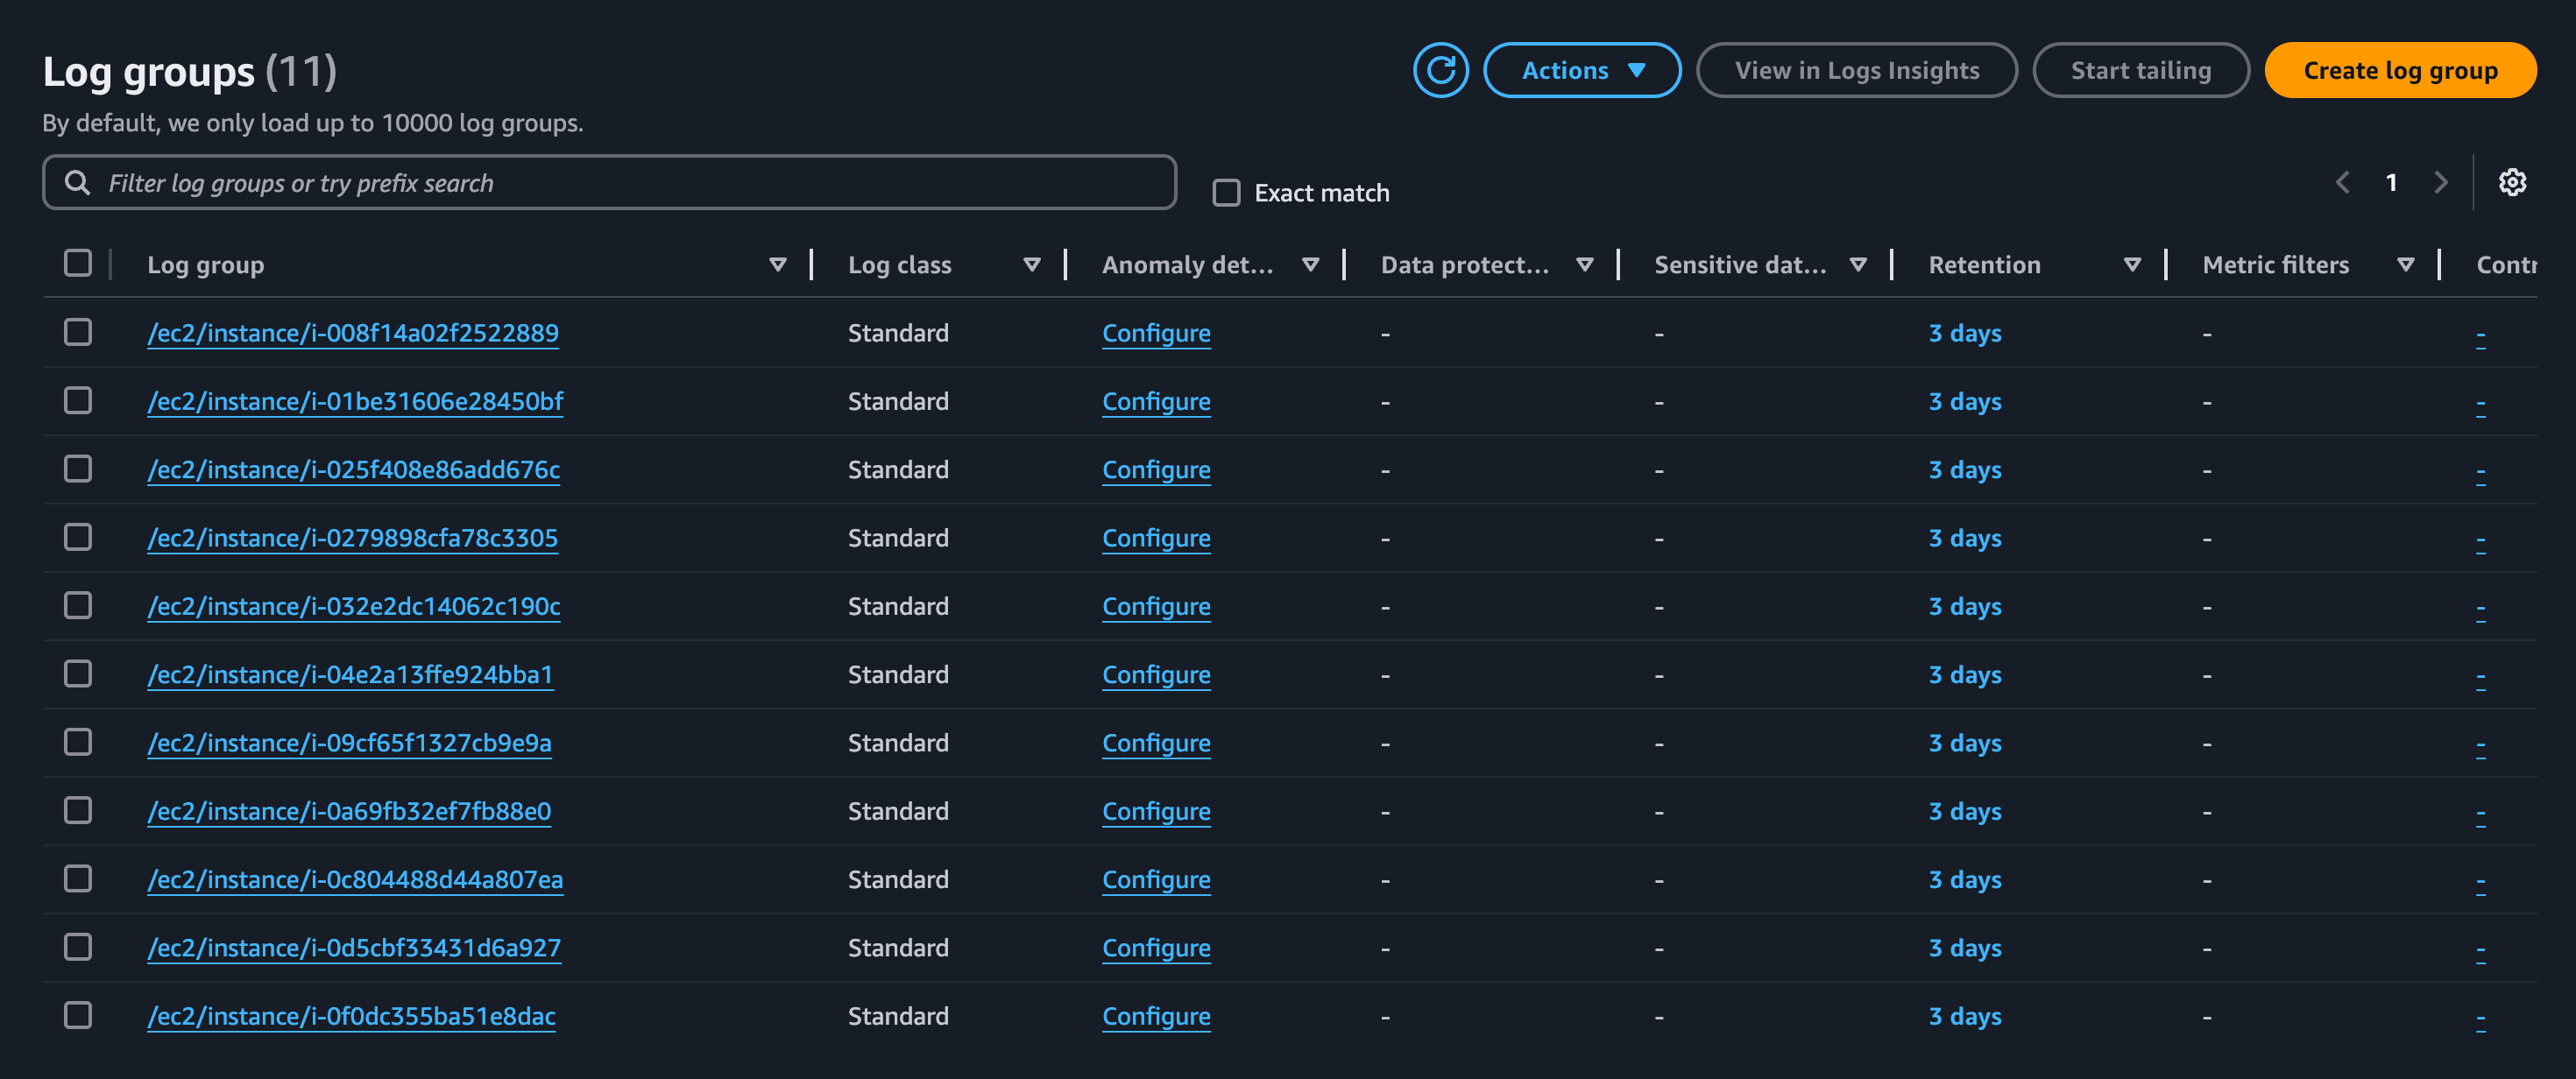 Log groups (11)
Actions
View in Logs Insights
Start tailing
Create log group
By default, we only load up to 10000 log groups.
Filter log groups or try prefix search
Exact match
1
Log group Log class Anomaly det... Data protect... Sensitive dat... Retention Metric filters Contr
/ec2/instance/i-008f14a02f2522889 Standard Configure - - 3 days - -
/ec2/instance/i-01be31606e28450bf Standard Configure - - 3 days - -
/ec2/instance/i-025f408e86add676c Standard Configure - - 3 days - -
/ec2/instance/i-0279898cfa78c3305 Standard Configure - - 3 days - -
/ec2/instance/i-032e2dc14062c190c Standard Configure - - 3 days - -
/ec2/instance/i-04e2a13ffe924bba1 Standard Configure - - 3 days - -
/ec2/instance/i-09cf65f1327cb9e9a Standard Configure - - 3 days - -
/ec2/instance/i-0a69fb32ef7fb88e0 Standard Configure - - 3 days - -
/ec2/instance/i-0c804488d44a807ea Standard Configure - - 3 days - -
/ec2/instance/i-0d5cbf33431d6a927 Standard Configure - - 3 days - -
/ec2/instance/i-0f0dc355ba51e8dac Standard Configure - - 3 days - -